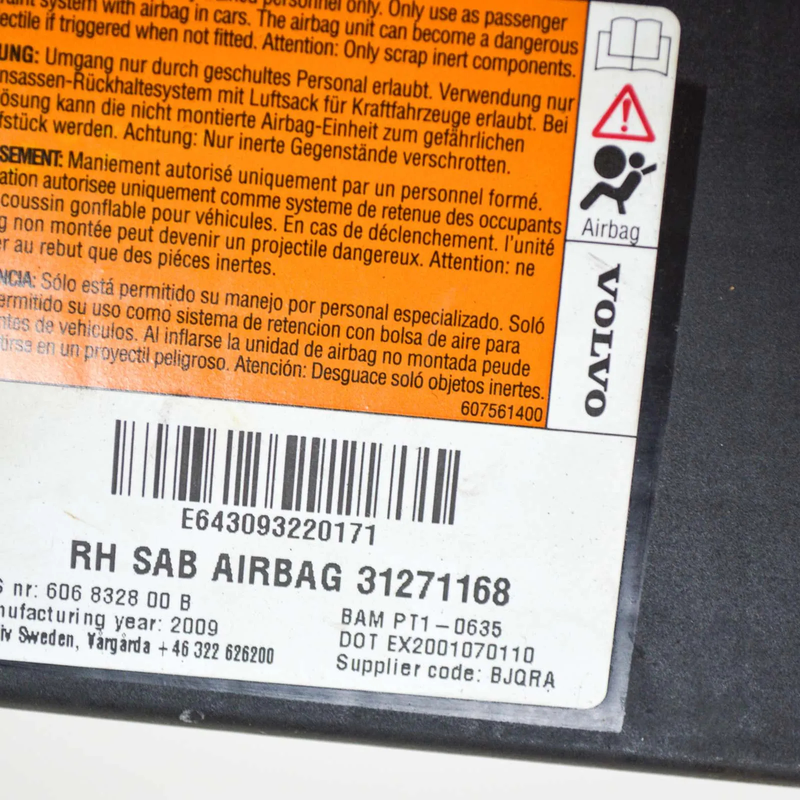 system with airbag in cars. The airbag unit can become a dangerous
personnel only. Only use as passenger
if triggered when not fitted. Attention: Only scrap inert components.
UNG: Umgang nur durch geschultes Personal erlaubt. Verwendung nur
nsassen-Rückhaltesystem mit Luftsack für Kraftfahrzeuge erlaubt. Bei
ösung kann die nicht montierte Airbag-Einheit zum gefährlichen
fstück werden. Achtung: Nur inerte Gegenstände verschrotten.
SEMENT: Maniement autorisé uniquement par un personnel formé.
ation autorisee uniquement comme systeme de retenue des occupants
coussin gonflable pour véhicules. En cas de déclenchement. l'unité
g non montée peut devenir un projectile dangereux. Attention: ne
er au rebut que des piéces inertes.
NCIA: Sólo está permitido su manejo por personal especializado. Soló
ermitido su uso como sistema de retencion con bolsa de aire para
ntes de vehiculos. Al inflarse la unidad de airbag no montada peude
en un proyectil peligroso. Atención: Desguace soló objetos inertes.
607561400
Airbag
VOLVO
E643093220171
RH SAB AIRBAG 31271168
S nr: 606 8328 00 B
nufacturing year: 2009
iv Sweden, Vårgårda + 46 322 626200
BAM PT1-0635
DOT EX2001070110
Supplier code: BJQRA